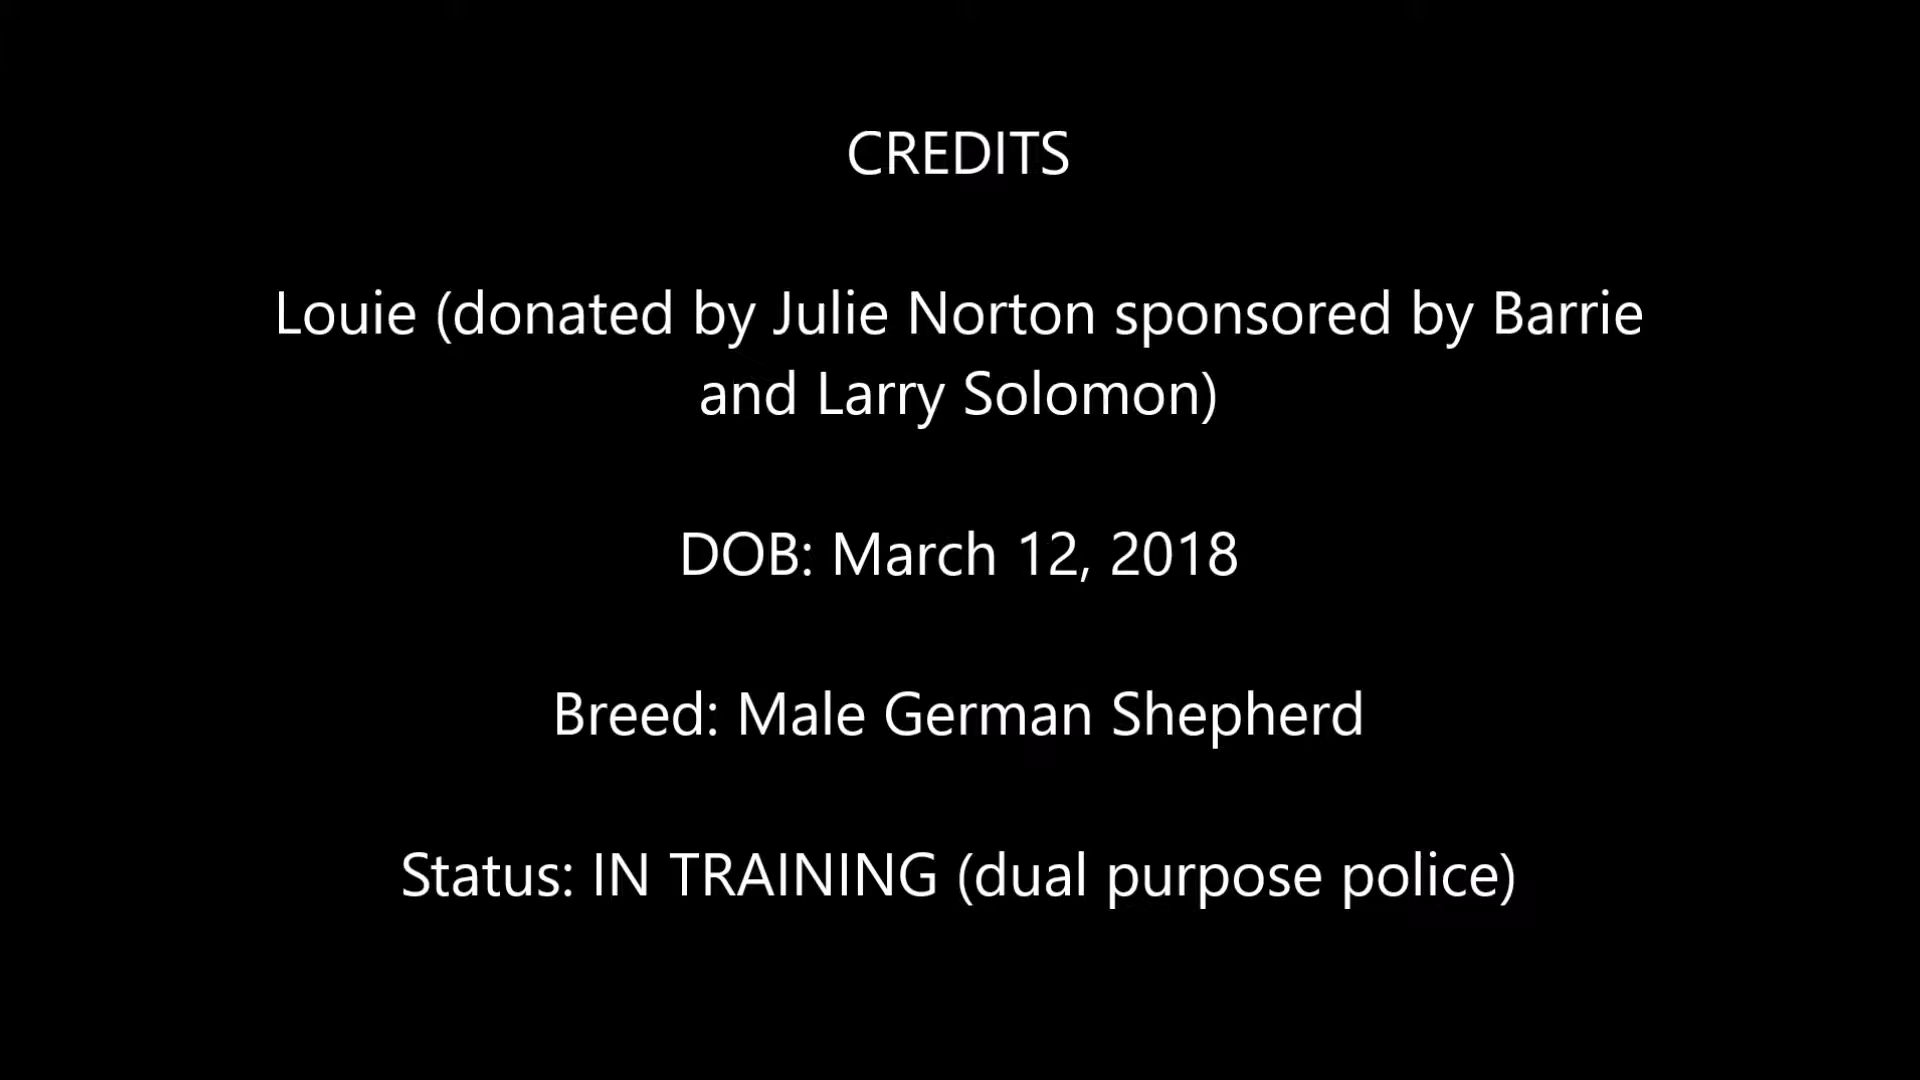 CREDITS
Louie (donated by Julie Norton sponsored by Barrie
and Larry Solomon)
DOB: March 12, 2018
Breed: Male German Shepherd
Status: IN TRAINING (dual purpose police)